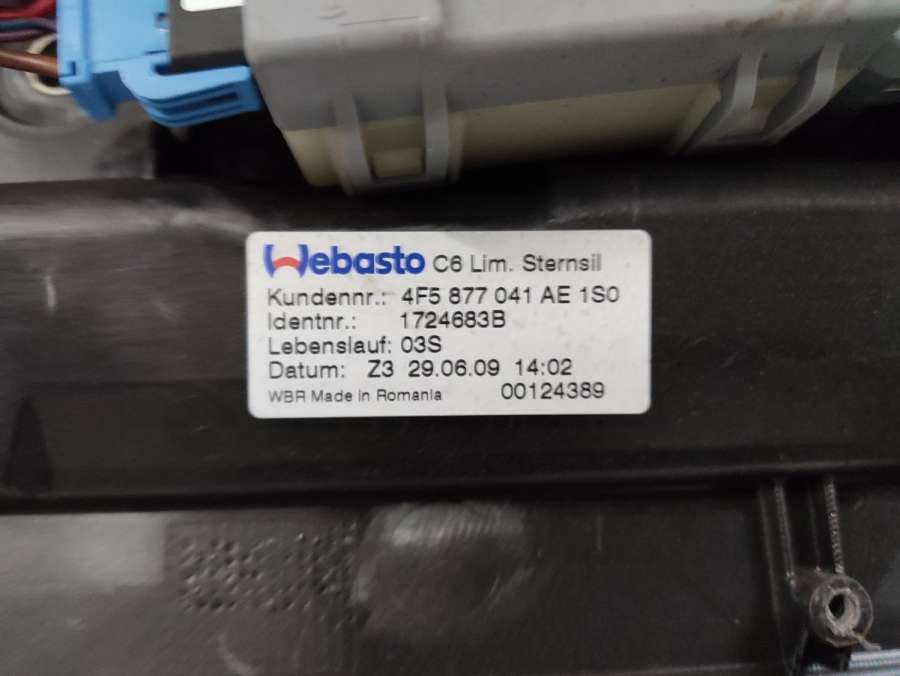 Webasto C6 Lim. Sternsil
Kundennr.: 4F5 877 041 AE 1S0
Identnr.: 1724683B
Lebenslauf: 03S
Datum: Z3 29.06.09 14:02
WBR Made in Romania 00124389